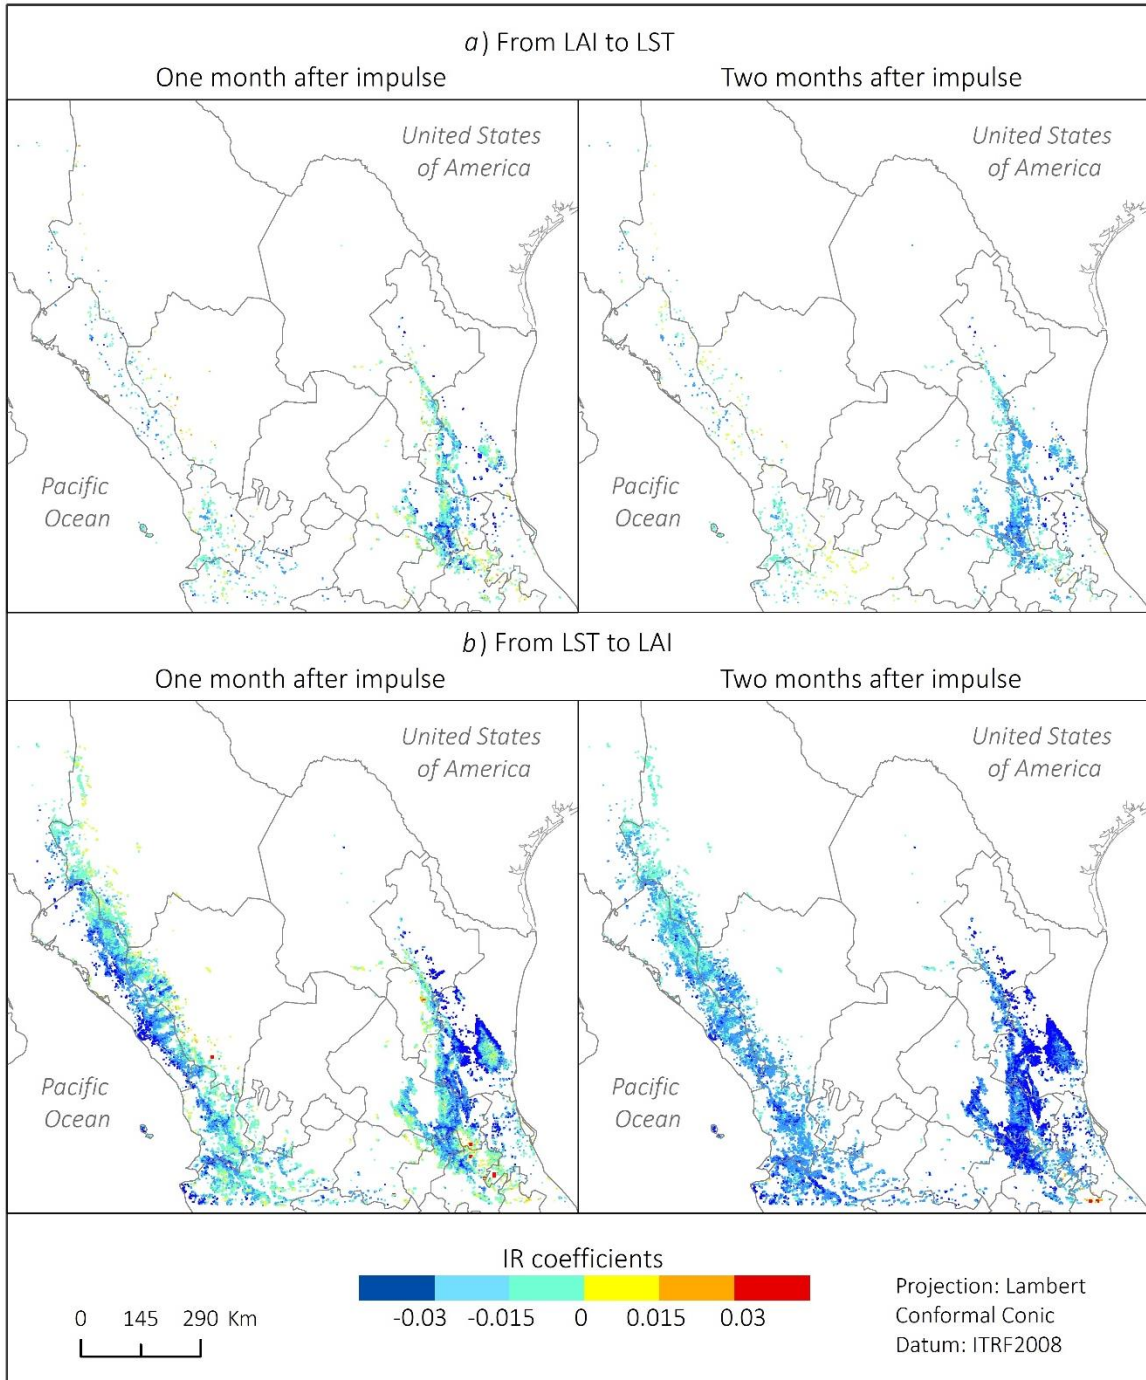 a) From LAI to LST
One month after impulse
Two months after impulse
United States
of America
Pacific
Ocean
United States
of America
Pacific
Ocean
b) From LST to LAI
One month after impulse
Two months after impulse
United States
of America
Pacific
Ocean
United States
of America
Pacific
Ocean
IR coefficients
-0.03 -0.015 0 0.015 0.03
0 145 290 Km
Projection: Lambert
Conformal Conic
Datum: ITRF2008